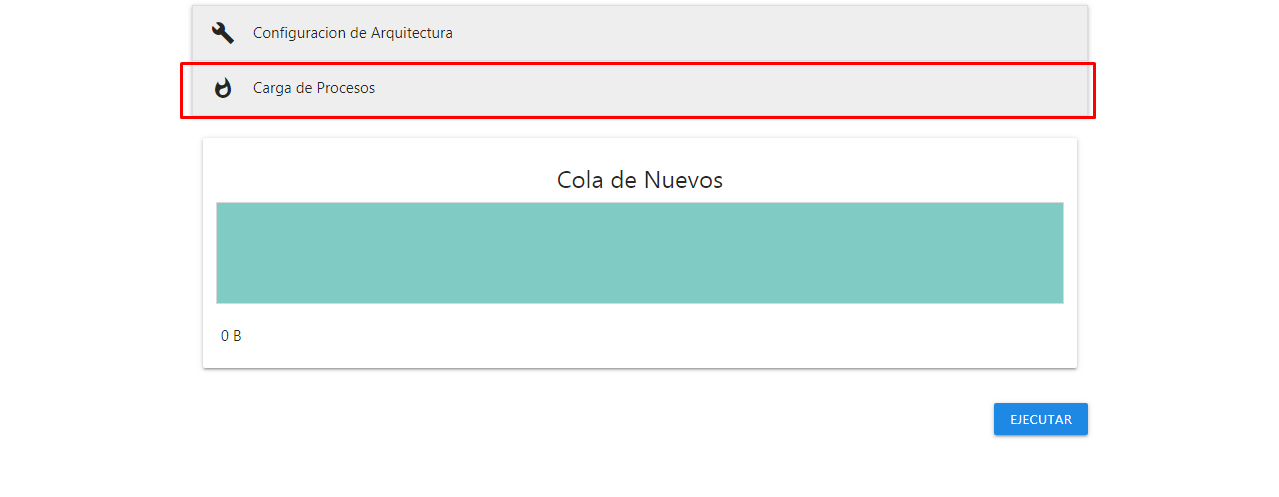 Configuracion de Arquitectura
Carga de Procesos
Cola de Nuevos
0 B
EJECUTAR